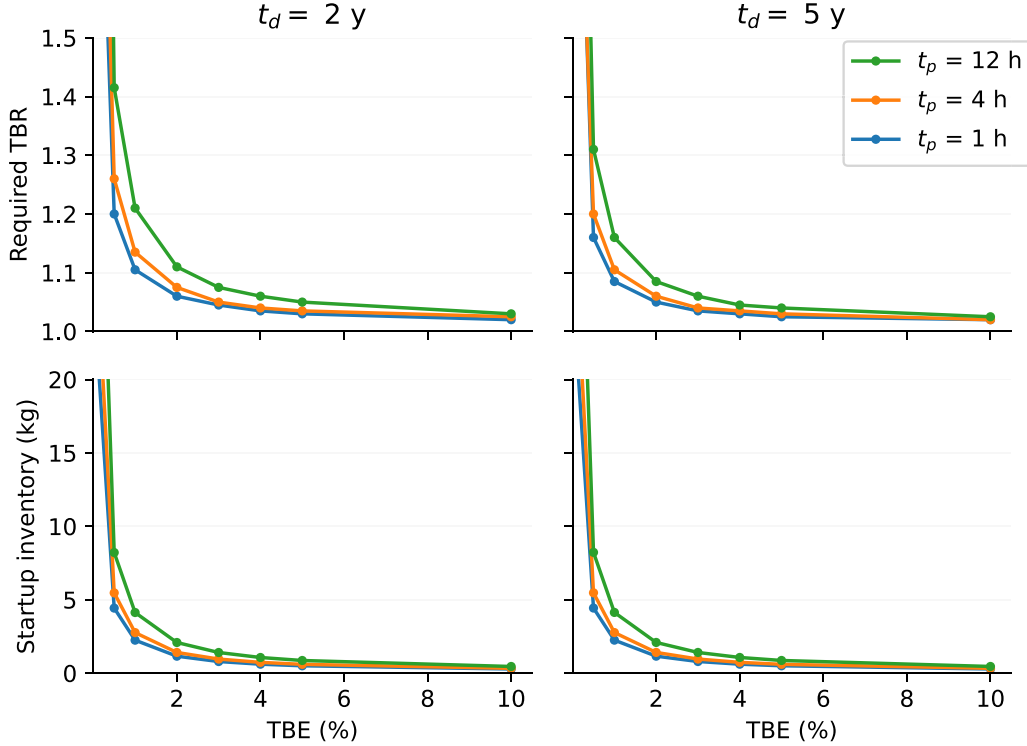 t_d = 2 y
t_d = 5 y
Required TBR
1.5
1.4
1.3
1.2
1.1
1.0
t_p = 12 h
t_p = 4 h
t_p = 1 h
Startup inventory (kg)
20
15
10
5
0
2
4
6
8
10
TBE (%)
2
4
6
8
10
TBE (%)